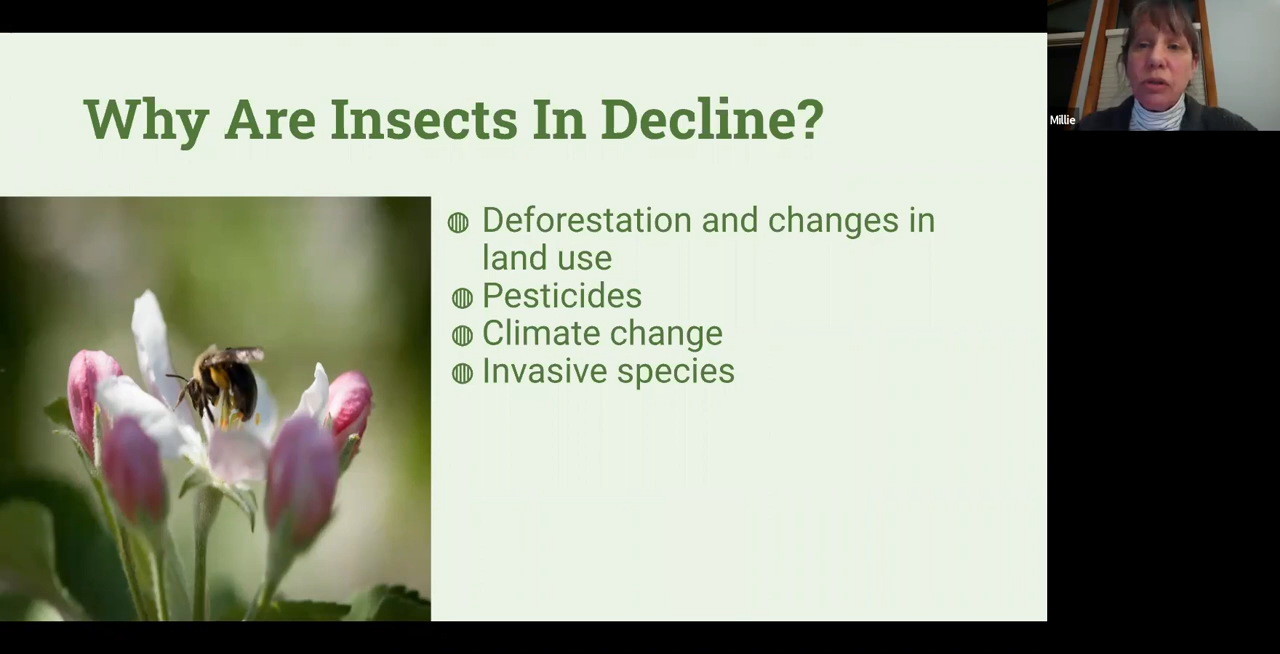 Why Are Insects In Decline?
Deforestation and changes in
land use
Pesticides
Climate change
Invasive species
Millie